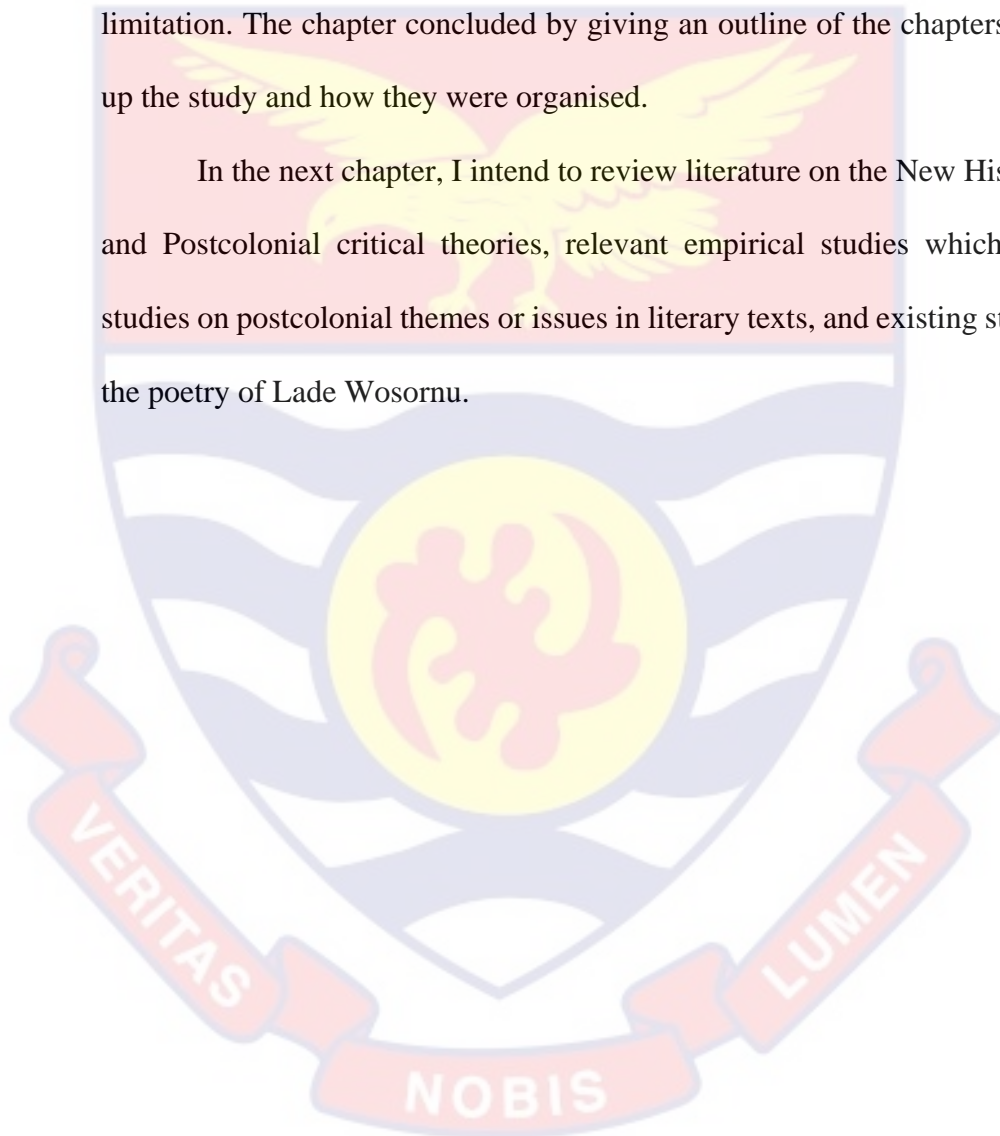 limitation. The chapter concluded by giving an outline of the chapters
up the study and how they were organised.
In the next chapter, I intend to review literature on the New His
and Postcolonial critical theories, relevant empirical studies which
studies on postcolonial themes or issues in literary texts, and existing st
the poetry of Lade Wosornu.
VERITAS
NOBIS
LUMEN